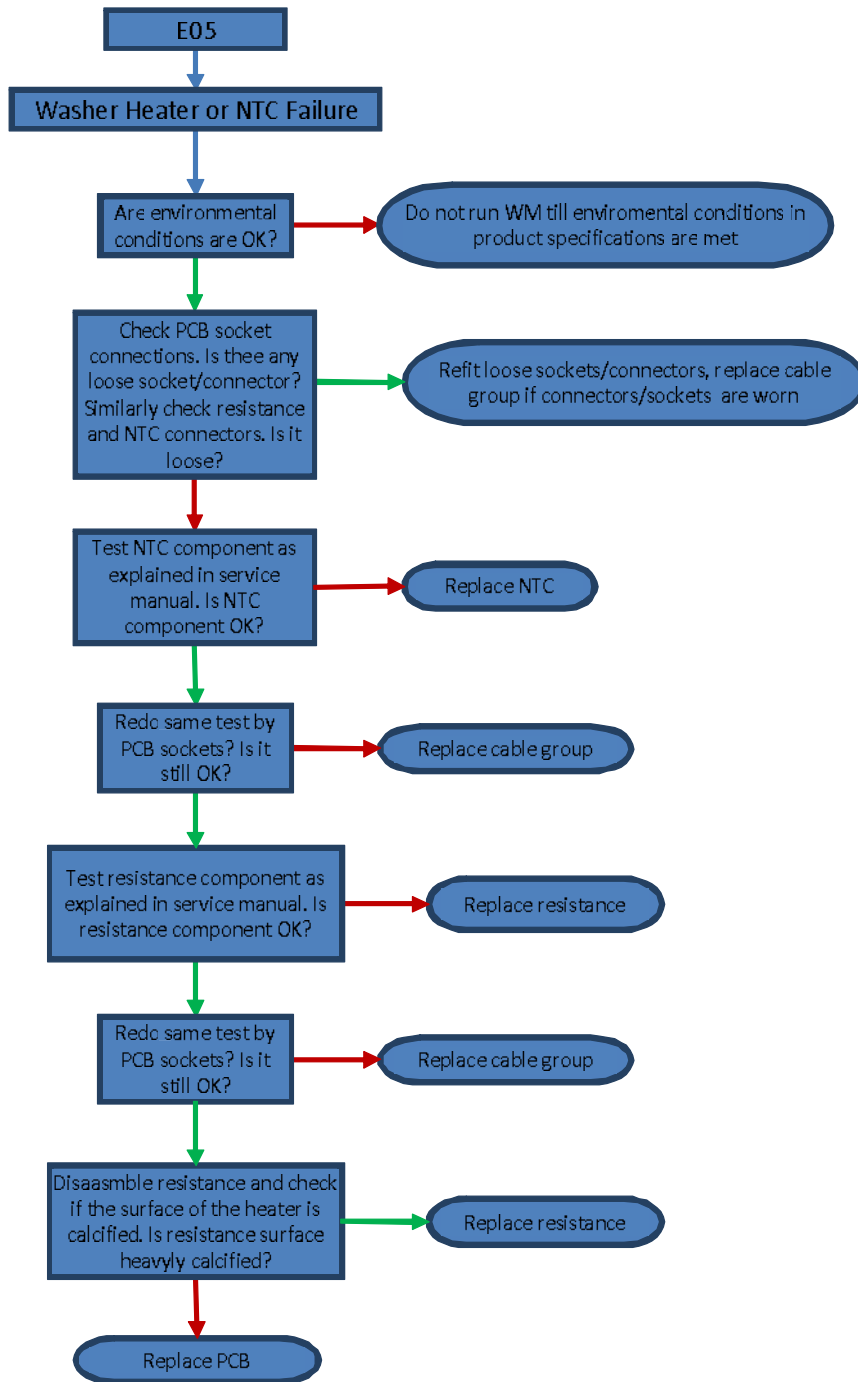 E05
Washer Heater or NTC Failure
Are environmental
conditions are OK?
Do not run WM till enviromental conditions in
product specifications are met
Check PCB socket
connections. Is thee any
loose socket/connector?
Similarly check resistance
and NTC connectors. Is it
loose?
Refit loose sockets/connectors, replace cable
group if connectors/sockets are worn
Test NTC component as
explained in service
manual. Is NTC
component OK?
Replace NTC
Redo same test by
PCB sockets? Is it
still OK?
Replace cable group
Test resistance component as
explained in service manual. Is
resistance component OK?
Replace resistance
Redo same test by
PCB sockets? Is it
still OK?
Replace cable group
Disaasmble resistance and check
if the surface of the heater is
calcified. Is resistance surface
heavyly calcified?
Replace resistance
Replace PCB